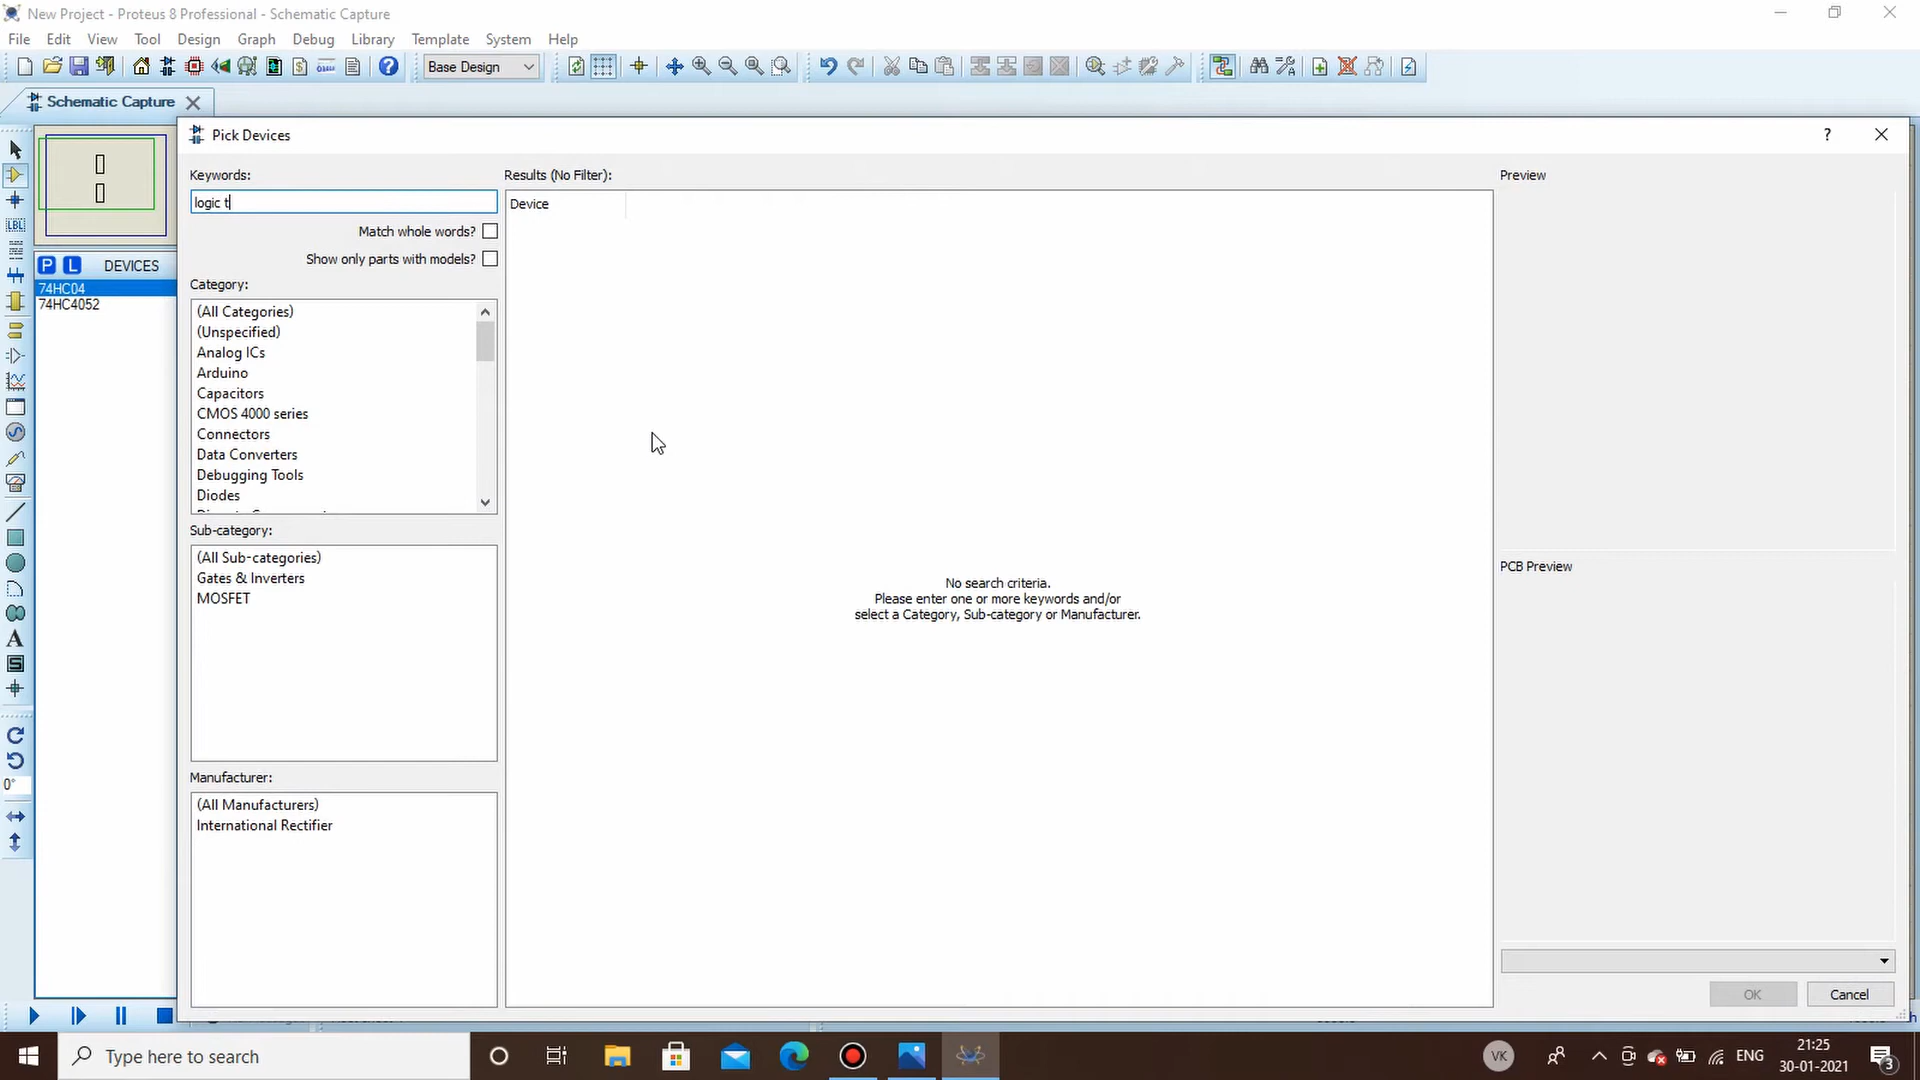 New Project - Proteus 8 Professional - Schematic Capture
File Edit View Tool Design Graph Debug Library Template System Help
Base Design
Schematic Capture
Pick Devices
?
Keywords:
Results (No Filter):
Preview
logic t
Device
Match whole words?
Show only parts with models?
P L DEVICES
74HC04
74HC4052
LBL
A
S
0°
Category:
(All Categories)
(Unspecified)
Analog ICs
Arduino
Capacitors
CMOS 4000 series
Connectors
Data Converters
Debugging Tools
Diodes
Sub-category:
(All Sub-categories)
Gates & Inverters
MOSFET
No search criteria.
Please enter one or more keywords and/or
select a Category, Sub-category or Manufacturer.
PCB Preview
Manufacturer:
(All Manufacturers)
International Rectifier
OK Cancel
Type here to search
VK
ENG
21:25
30-01-2021
3